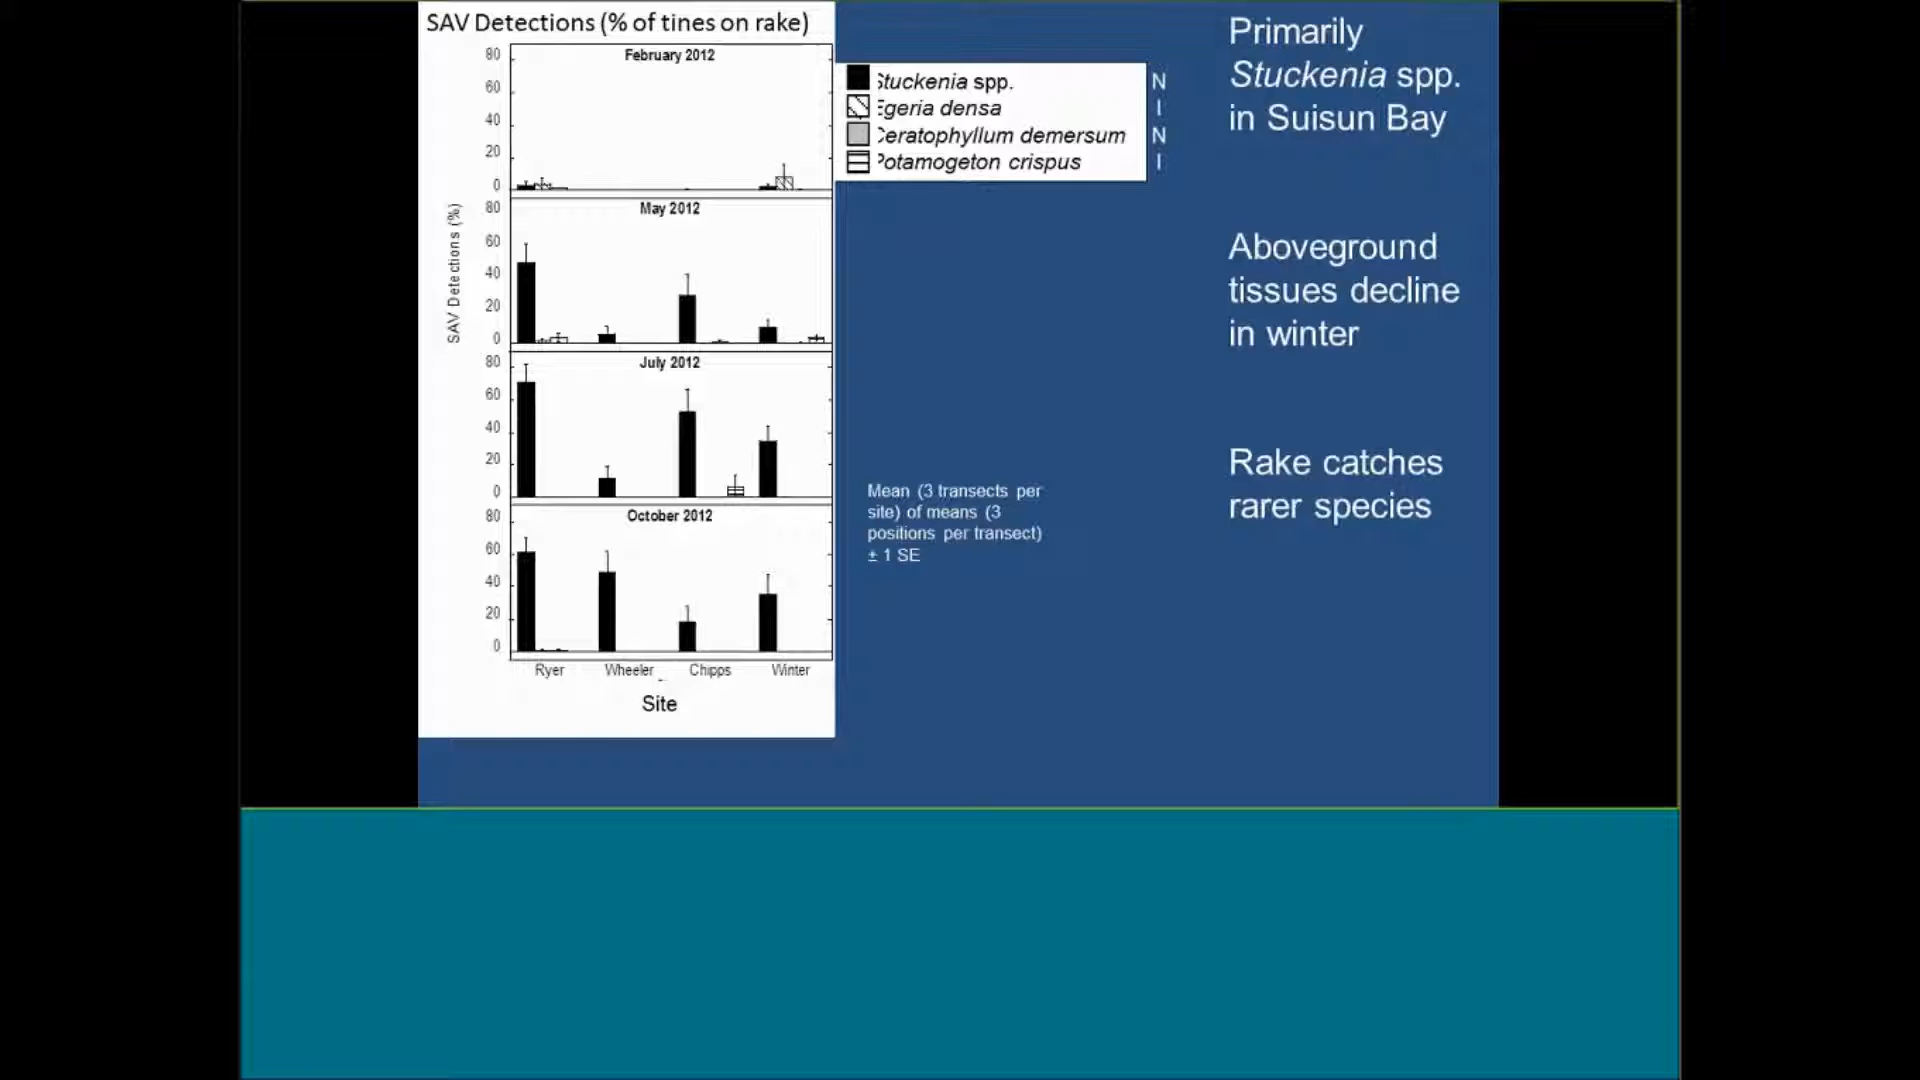 SAV Detections (% of tines on rake)
February 2012
80
60
40
20
0
May 2012
80
60
40
20
0
July 2012
80
60
40
20
0
October 2012
80
60
40
20
0
SAV Detections (%)
Ryer Wheeler Chipps Winter
Site
Stuckenia spp. N
Egeria densa I
Ceratophyllum demersum N
Potamogeton crispus I
Mean (3 transects per
site) of means (3
positions per transect)
± 1 SE
Primarily
Stuckenia spp.
in Suisun Bay
Aboveground
tissues decline
in winter
Rake catches
rarer species